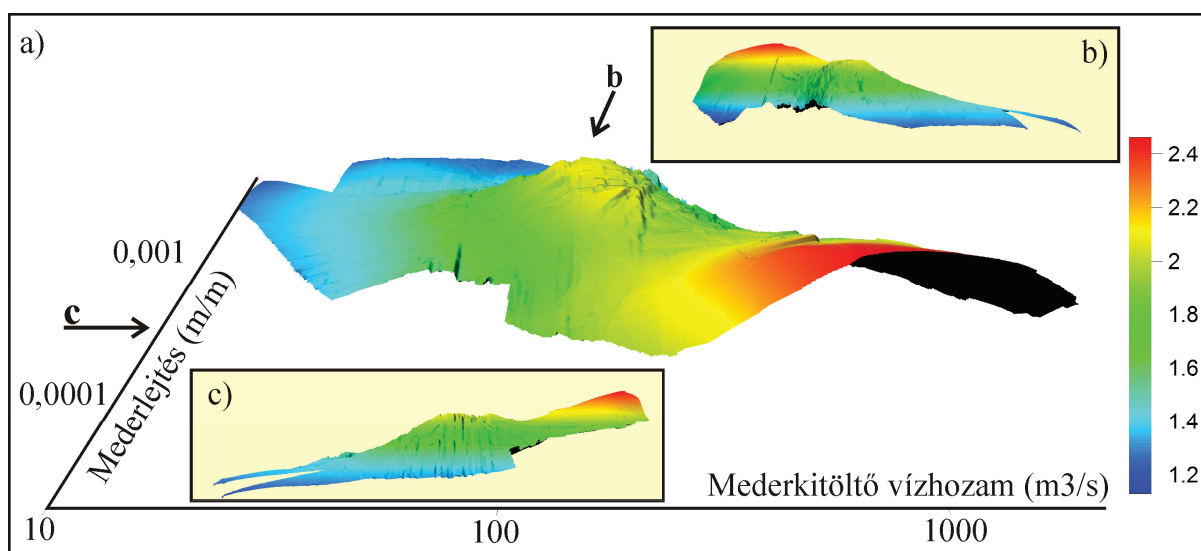 a)
b)
b
2.4
2.2
2
1.8
1.6
1.4
1.2
0,001
c
Mederlejtés (m/m)
0,0001
c)
Mederkitöltő vízhozam (m3/s)
10
100
1000